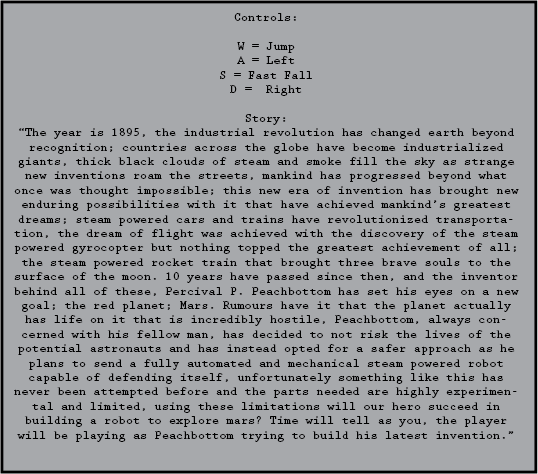 Controls:
W = Jump
A = Left
S = Fast Fall
D =  Right
Story:
“The year is 1895, the industrial revolution has changed earth beyond
recognition; countries across the globe have become industrialized
giants, thick black clouds of steam and smoke fill the sky as strange
new inventions roam the streets, mankind has progressed beyond what
once was thought impossible; this new era of invention has brought new
enduring possibilities with it that have achieved mankind’s greatest
dreams; steam powered cars and trains have revolutionized transporta-
tion, the dream of flight was achieved with the discovery of the steam
powered gyrocopter but nothing topped the greatest achievement of all;
the steam powered rocket train that brought three brave souls to the
surface of the moon. 10 years have passed since then, and the inventor
behind all of these, Percival P. Peachbottom has set his eyes on a new
goal; the red planet; Mars. Rumours have it that the planet actually
has life on it that is incredibly hostile, Peachbottom, always con-
cerned with his fellow man, has decided to not risk the lives of the
potential astronauts and has instead opted for a safer approach as he
plans to send a fully automated and mechanical steam powered robot
capable of defending itself, unfortunately something like this has
never been attempted before and the parts needed are highly experimen-
tal and limited, using these limitations will our hero succeed in
building a robot to explore mars? Time will tell as you, the player
will be playing as Peachbottom trying to build his latest invention.”